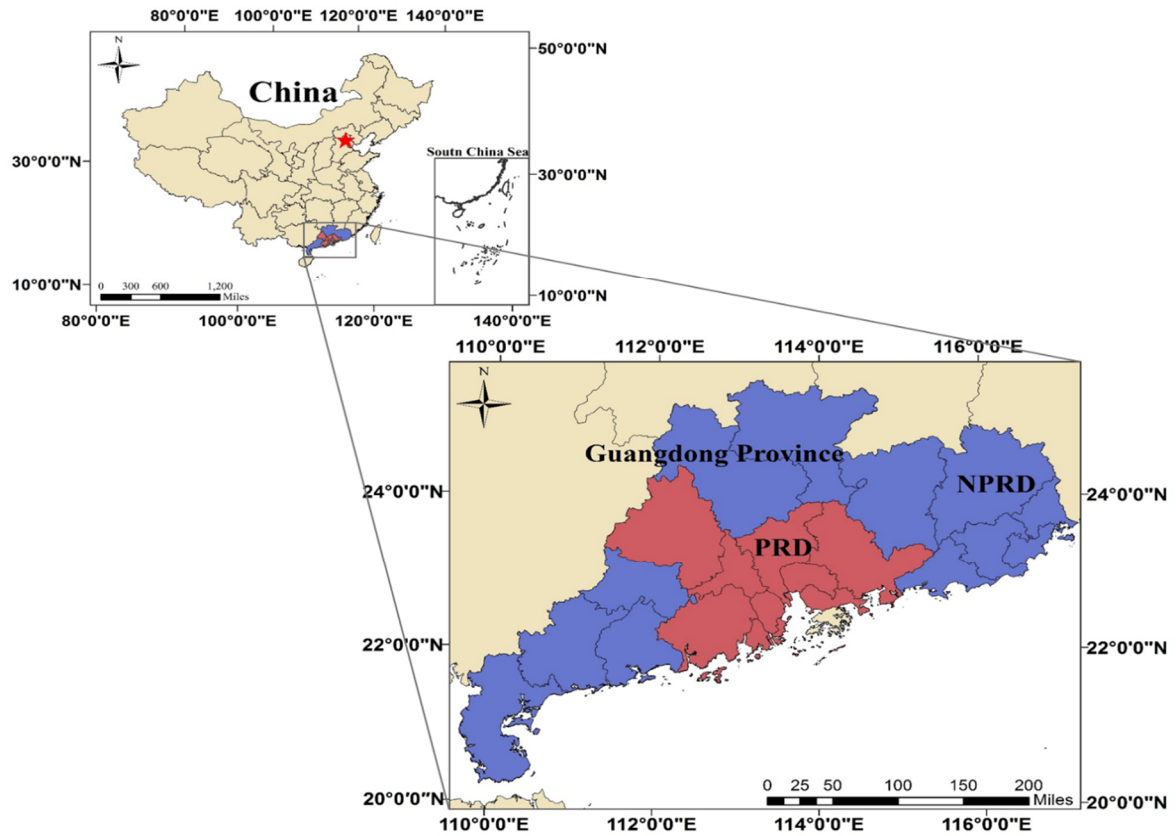 80°0'0"E 100°0'0"E 120°0'0"E 140°0'0"E
N
50°0'0"N
China
Soutn China Sea
30°0'0"N
30°0'0"N
10°0'0"N
0 300 600 1,200
Miles
10°0'0"N
80°0'0"E 100°0'0"E 120°0'0"E 140°0'0"E
110°0'0"E 112°0'0"E 114°0'0"E 116°0'0"E
N
Guangdong Province
NPRD
24°0'0"N
24°0'0"N
PRD
22°0'0"N
22°0'0"N
0 25 50 100 150 200
Miles
20°0'0"N
20°0'0"N
110°0'0"E 112°0'0"E 114°0'0"E 116°0'0"E